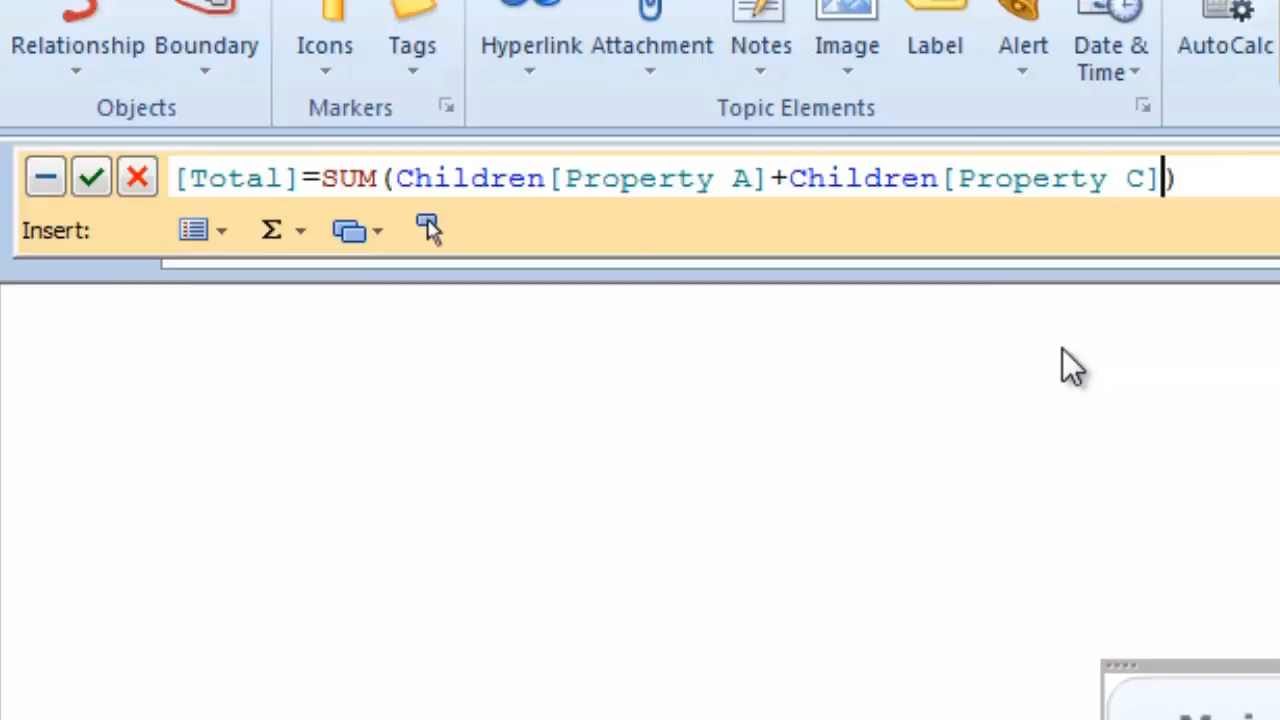 Relationship Boundary Icons Tags Hyperlink Attachment Notes Image Label Alert Date & Time AutoCalc
Objects Markers Topic Elements
[Total]=SUM(Children[Property A]+Children[Property C])
Insert: